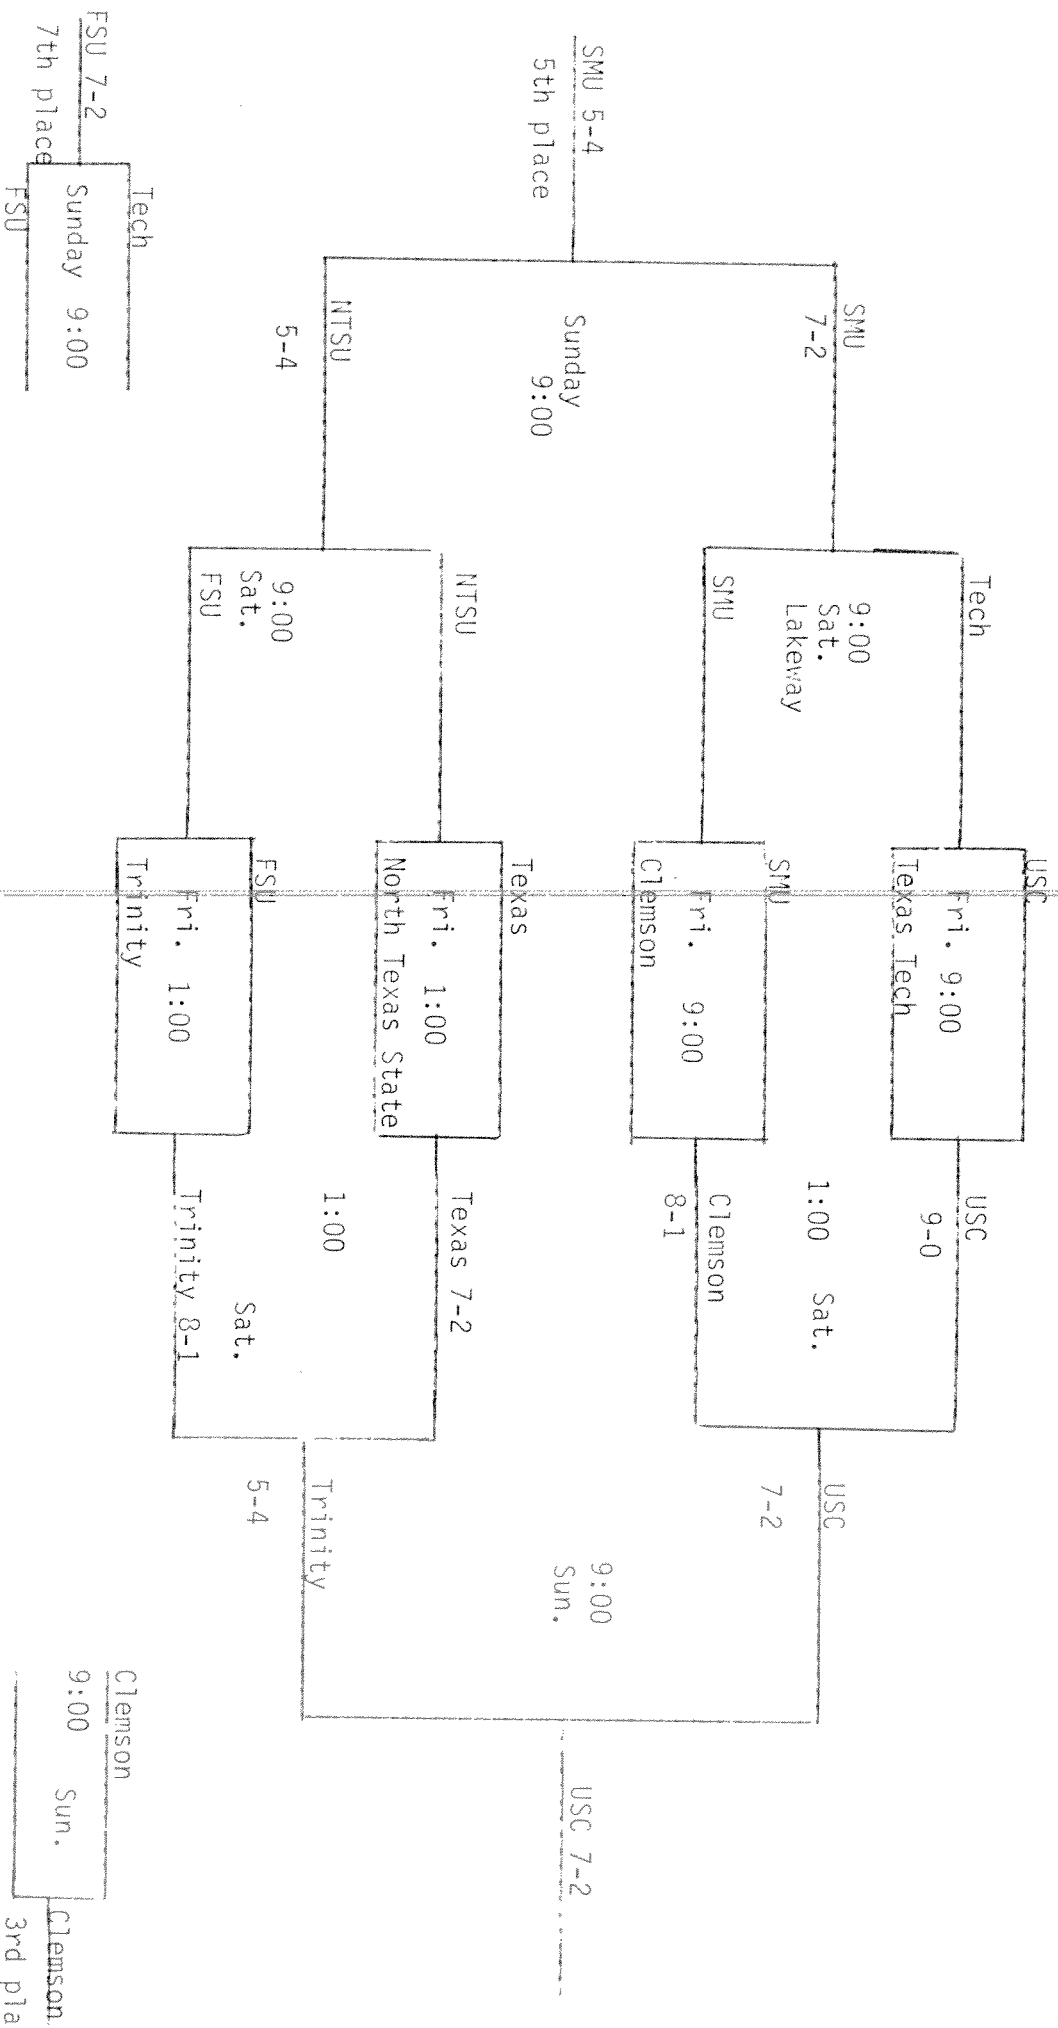 USC
Fri. 9:00
Texas Tech
SMU
Fri. 9:00
Clemson
Texas
Fri. 1:00
North Texas State
FSU
Fri. 1:00
Trinity
USC
9-0
1:00 Sat.
Clemson
8-1
Texas 7-2
1:00
Sat.
Trinity 8-1
USC
7-2
9:00
Sun.
Trinity
5-4
USC 7-2
Clemson
9:00
Sun.
Clemson
3rd pla
Tech
9:00
Sat.
Lakeway
SMU
NTSU
9:00
Sat.
FSU
SMU
7-2
Sunday
9:00
NTSU
5-4
SMU 5-4
5th place
Tech
Sunday 9:00
FSU
FSU 7-2
7th place